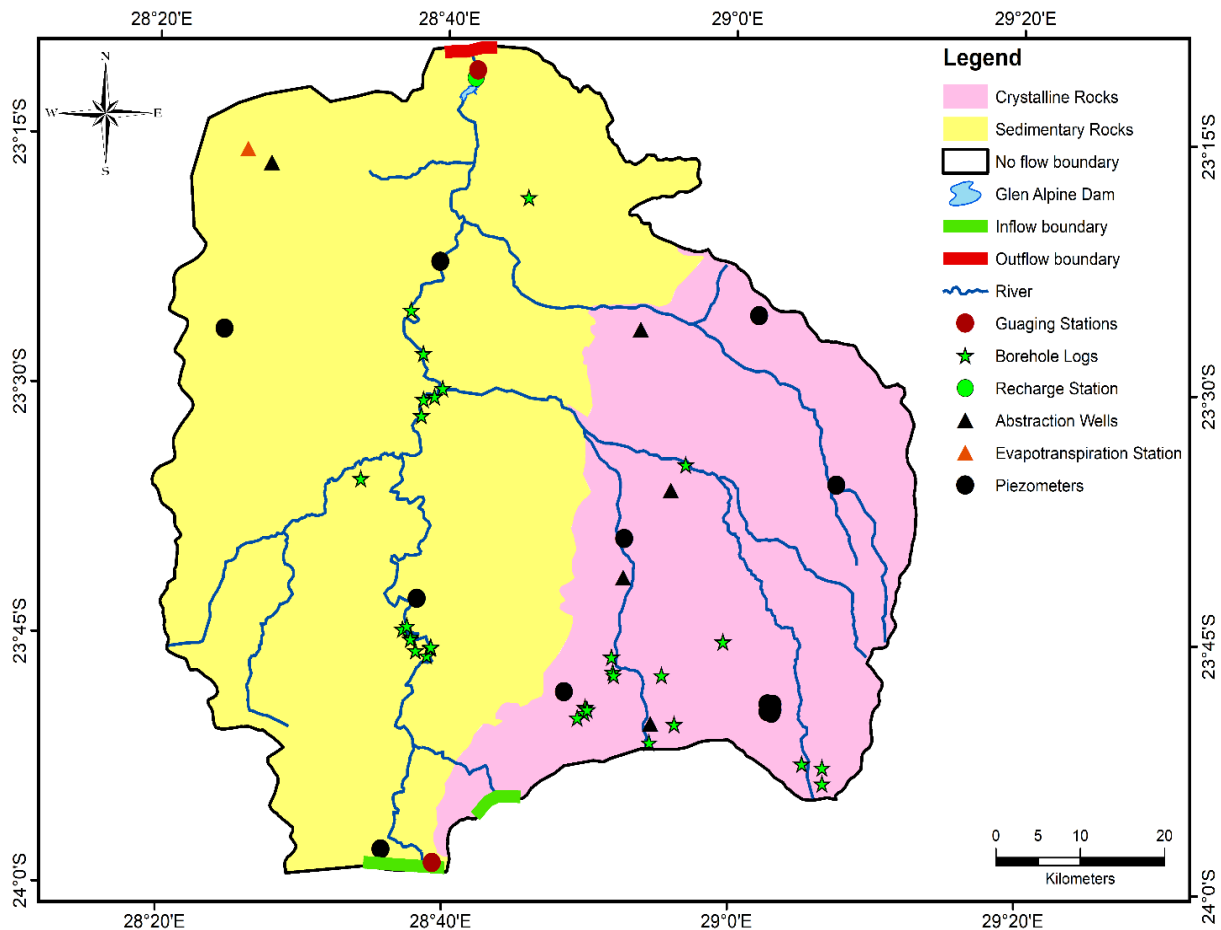 28°20'E 28°40'E 29°0'E 29°20'E
N
W E
S
23°15'S 23°15'S
23°30'S 23°30'S
23°45'S 23°45'S
24°0'S 24°0'S
Legend
Crystalline Rocks
Sedimentary Rocks
No flow boundary
Glen Alpine Dam
Inflow boundary
Outflow boundary
River
Guaging Stations
Borehole Logs
Recharge Station
Abstraction Wells
Evapotranspiration Station
Piezometers
0 5 10 20
Kilometers
28°20'E 28°40'E 29°0'E 29°20'E